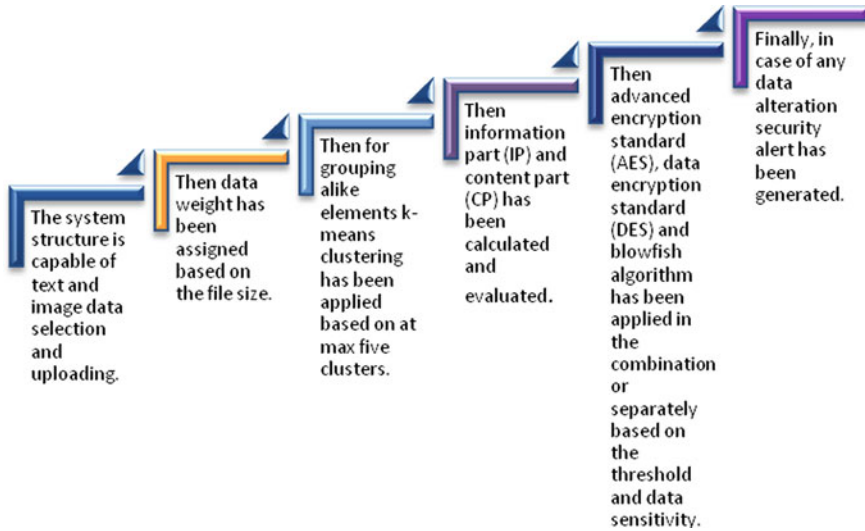 The system
structure is
capable of
text and
image data
selection
and
uploading.
Then data
weight has
been
assigned
based on
the file size.
Then for
grouping
alike
elements k-
means
clustering
has been
applied
based on at
max five
clusters.
Then
information
part (IP) and
content part
(CP) has
been
calculated
and
evaluated.
Then
advanced
encryption
standard
(AES), data
encryption
standard
(DES) and
blowfish
algorithm
has been
applied in
the
combination
or
separately
based on
the
threshold
and data
sensitivity.
Finally, in
case of any
data
alteration
security
alert has
been
generated.